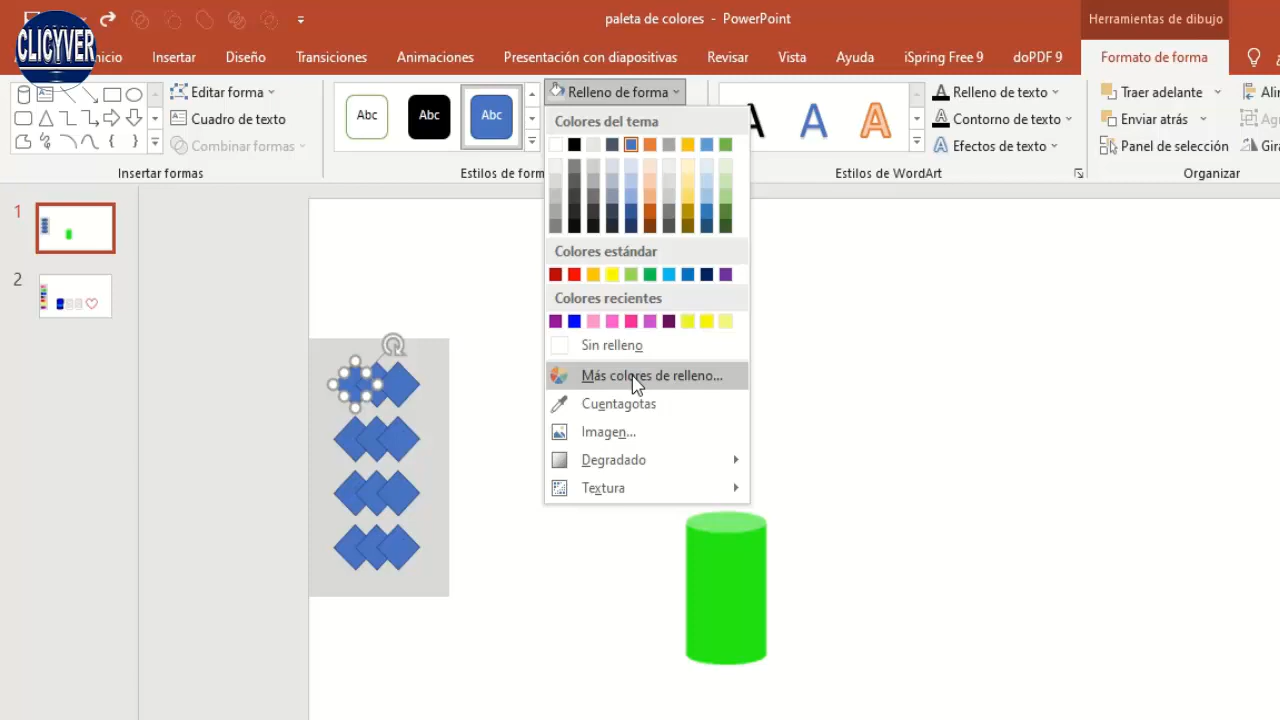 paleta de colores - PowerPoint
Herramientas de dibujo
CLICYVER
nicio
Insertar
Diseño
Transiciones
Animaciones
Presentación con diapositivas
Revisar
Vista
Ayuda
iSpring Free 9
doPDF 9
Formato de forma
Editar forma
Cuadro de texto
Combinar formas
Insertar formas
Abc
Abc
Abc
Estilos de form
Relleno de forma
Colores del tema
Colores estándar
Colores recientes
Sin relleno
Más colores de relleno...
Cuentagotas
Imagen...
Degradado
Textura
A
A
A
Relleno de texto
Contorno de texto
Efectos de texto
Estilos de WordArt
Traer adelante
Enviar atrás
Panel de selección
Alin
Agr
Gira
Organizar
1
2